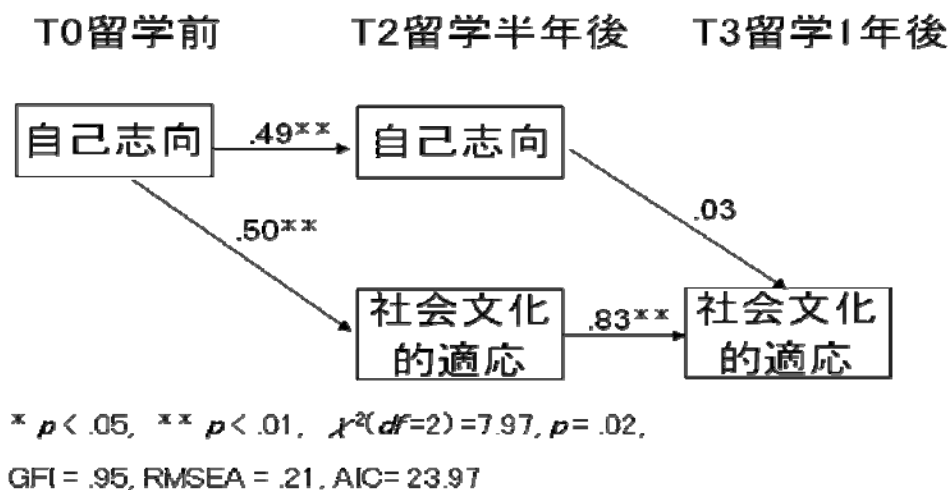 T0留学前 T2留学半年後 T3留学1年後
自己志向 .49** 自己志向
.50** .03
社会文化
的適応 .83** 社会文化
的適応
* p < .05, ** p < .01, χ²(df=2) =7.97, p = .02,
GFI = .95, RMSEA = .21, AIC= 23.97